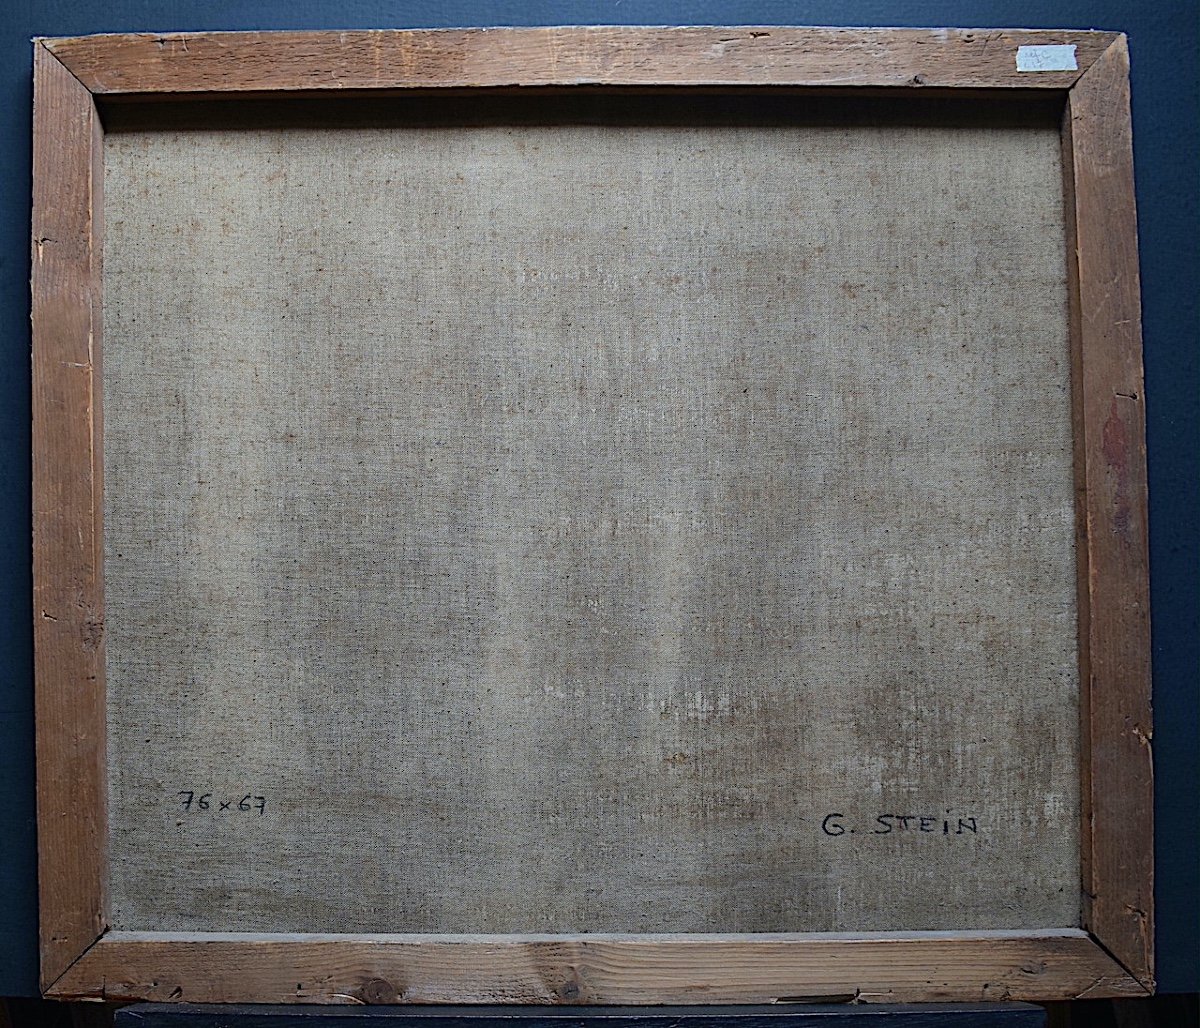 76 x 67
G. STEiN